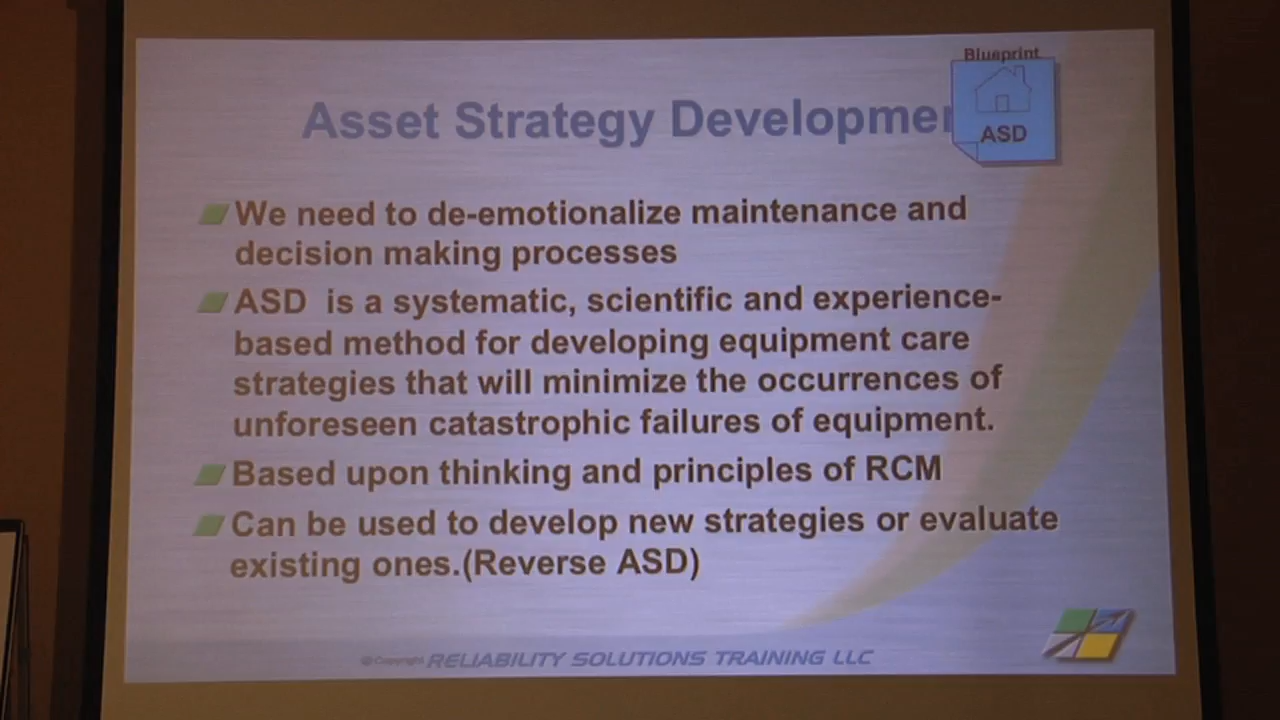 Blueprint
Asset Strategy Developmen
ASD
We need to de-emotionalize maintenance and
decision making processes
ASD is a systematic, scientific and experience-
based method for developing equipment care
strategies that will minimize the occurrences of
unforeseen catastrophic failures of equipment.
Based upon thinking and principles of RCM
Can be used to develop new strategies or evaluate
existing ones.(Reverse ASD)
© Copyright RELIABILITY SOLUTIONS TRAINING LLC